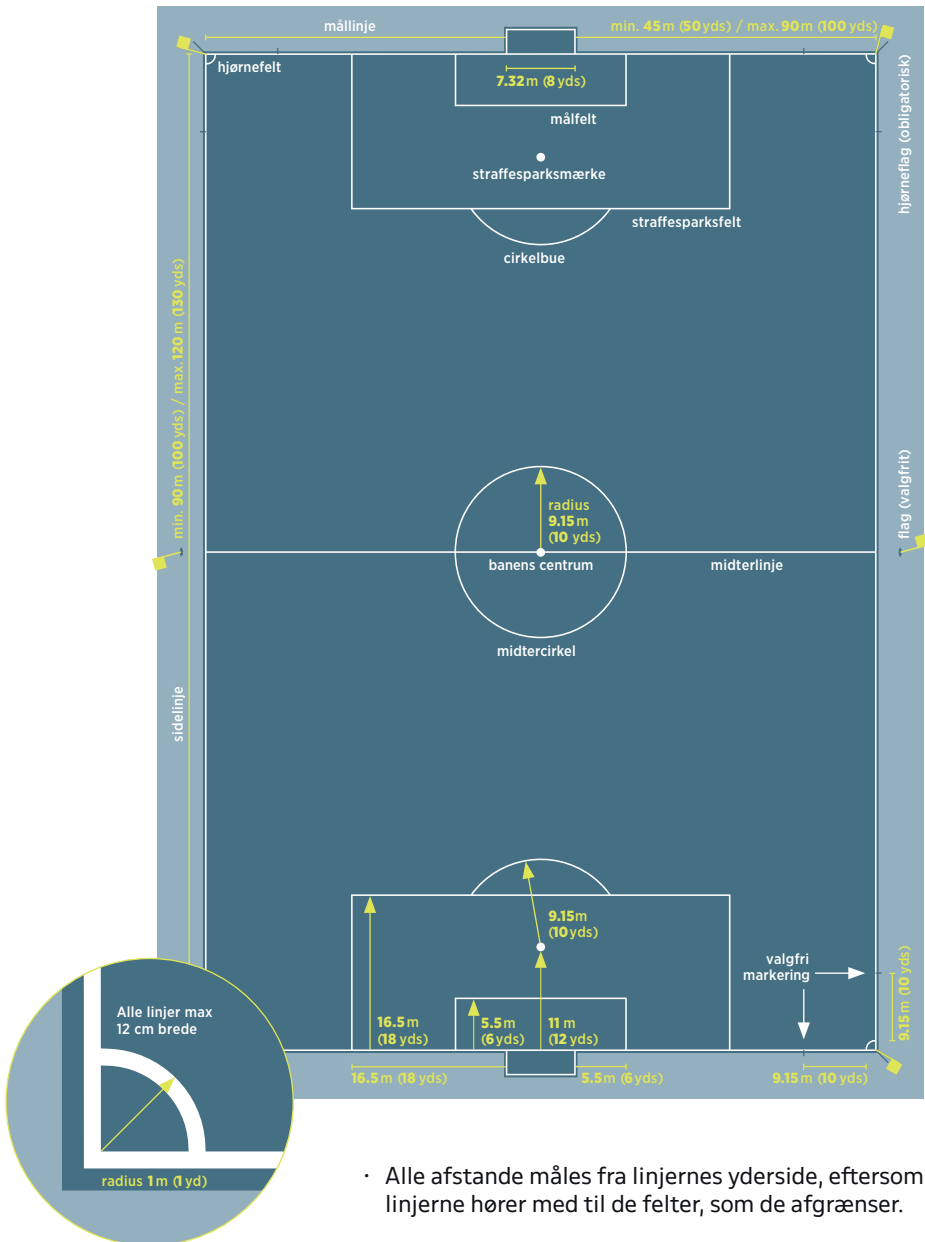 mållinje
min. 45 m (50 yds) / max. 90 m (100 yds)
hjørnefelt
7.32 m (8 yds)
målfelt
straffesparksmærke
straffesparksfelt
cirkelbue
hjørneflag (obligatorisk)
min. 90 m (100 yds) / max. 120 m (130 yds)
radius
9.15 m
(10 yds)
flag (valgfrit)
banens centrum
midterlinje
midtercirkel
sidelinje
9.15 m
(10 yds)
valgfri
markering
9.15 m (10 yds)
16.5 m
(18 yds)
5.5 m
(6 yds)
11 m
(12 yds)
16.5 m (18 yds)
5.5 m (6 yds)
9.15 m (10 yds)
Alle linjer max
12 cm brede
radius 1 m (1 yd)
· Alle afstande måles fra linjernes yderside, eftersom
linjerne hører med til de felter, som de afgrænser.